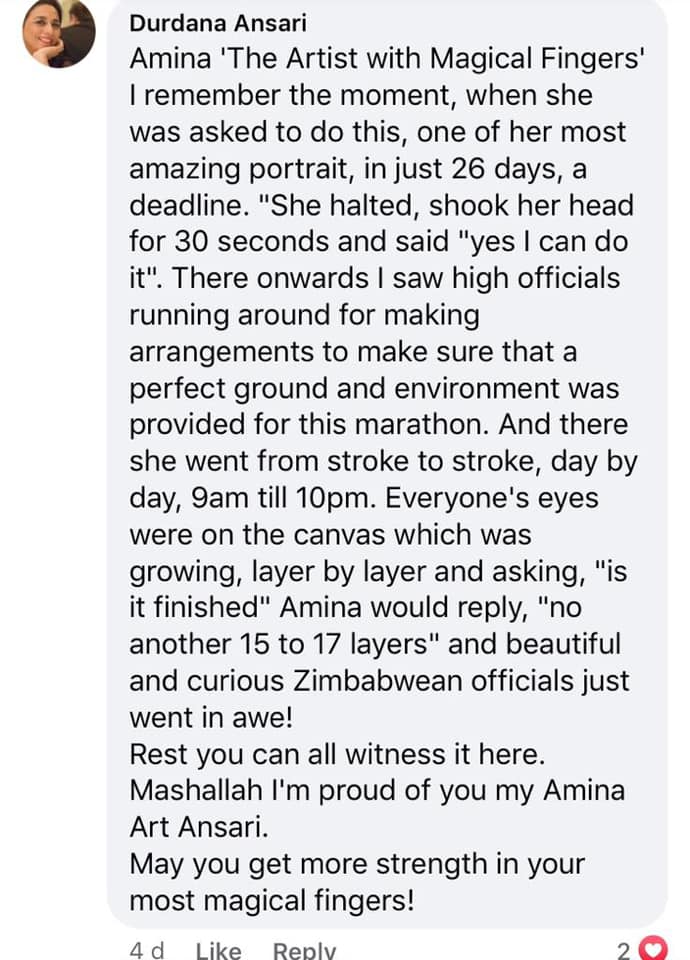 Durdana Ansari
Amina 'The Artist with Magical Fingers'
I remember the moment, when she
was asked to do this, one of her most
amazing portrait, in just 26 days, a
deadline. "She halted, shook her head
for 30 seconds and said "yes I can do
it". There onwards I saw high officials
running around for making
arrangements to make sure that a
perfect ground and environment was
provided for this marathon. And there
she went from stroke to stroke, day by
day, 9am till 10pm. Everyone's eyes
were on the canvas which was
growing, layer by layer and asking, "is
it finished" Amina would reply, "no
another 15 to 17 layers" and beautiful
and curious Zimbabwean officials just
went in awe!
Rest you can all witness it here.
Mashallah I'm proud of you my Amina
Art Ansari.
May you get more strength in your
most magical fingers!
4 d Like Reply 2